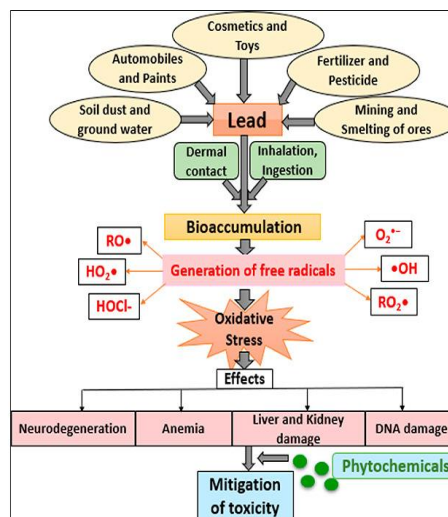 Cosmetics and
Toys
Automobiles
and Paints
Fertilizer and
Pesticide
Soil dust and
ground water
Lead
Mining and
Smelting of ores
Dermal
contact
Inhalation,
Ingestion
Bioaccumulation
RO•
O₂•−
HO₂•
Generation of free radicals
•OH
HOCl-
RO₂•
Oxidative
Stress
Effects
Neurodegeneration
Anemia
Liver and Kidney
damage
DNA damage
Phytochemicals
Mitigation
of toxicity